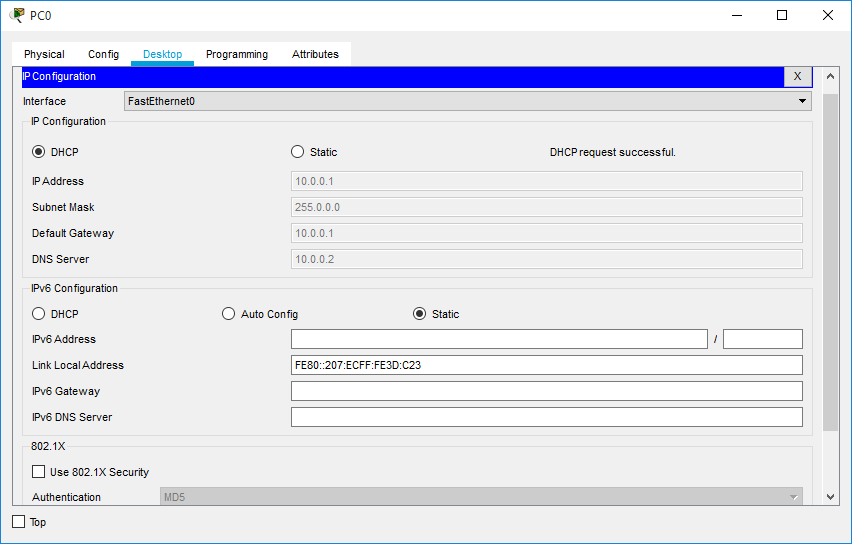 PC0
Physical Config Desktop Programming Attributes
IP Configuration X
Interface FastEthernet0
IP Configuration
DHCP Static DHCP request successful.
IP Address 10.0.0.1
Subnet Mask 255.0.0.0
Default Gateway 10.0.0.1
DNS Server 10.0.0.2
IPv6 Configuration
DHCP Auto Config Static
IPv6 Address /
Link Local Address FE80::207:ECFF:FE3D:C23
IPv6 Gateway
IPv6 DNS Server
802.1X
Use 802.1X Security
Authentication MD5
Top